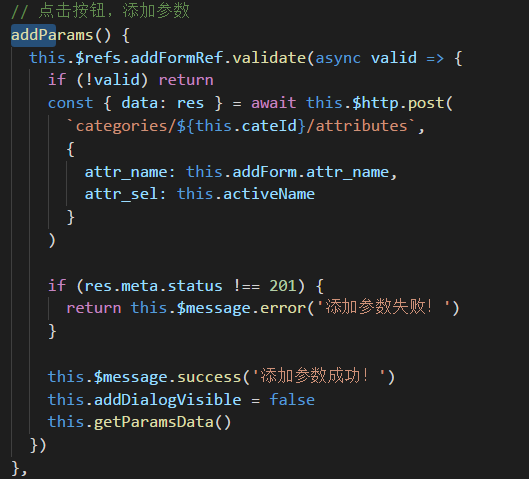 // 点击按钮，添加参数
addParams() {
  this.$refs.addFormRef.validate(async valid => {
    if (!valid) return
    const { data: res } = await this.$http.post(
      `categories/${this.cateId}/attributes`,
      {
        attr_name: this.addForm.attr_name,
        attr_sel: this.activeName
      }
    )
    if (res.meta.status !== 201) {
      return this.$message.error('添加参数失败！')
    }
    this.$message.success('添加参数成功！')
    this.addDialogVisible = false
    this.getParamsData()
  })
},